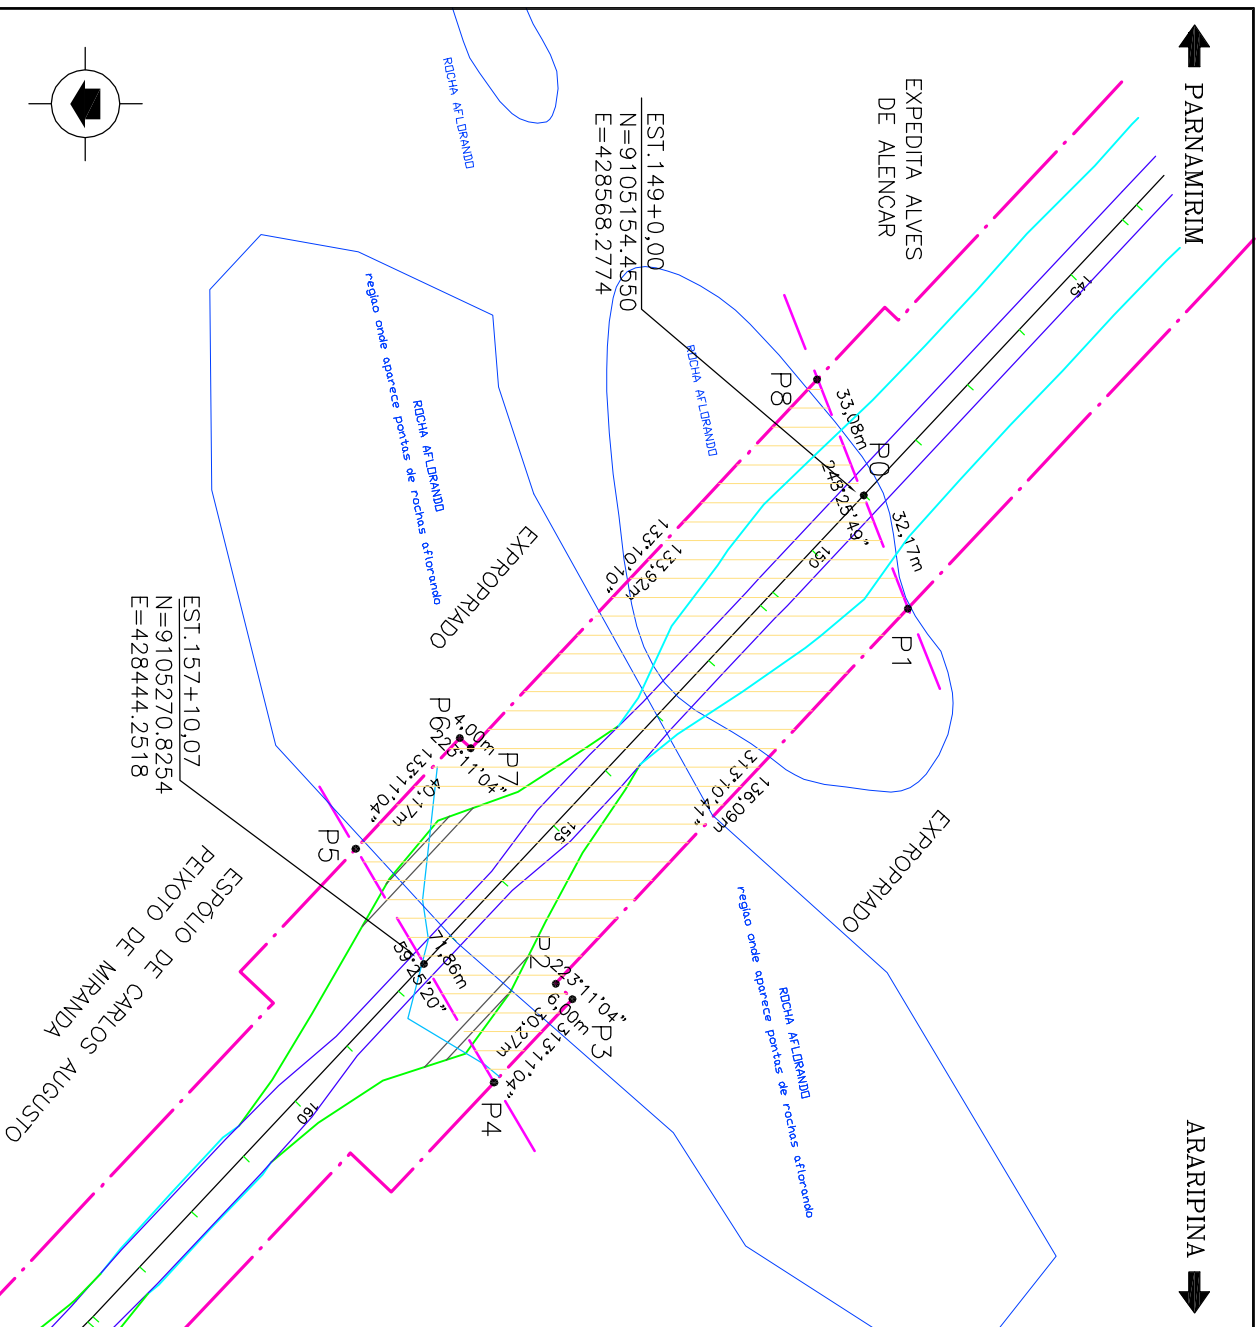 PARNAMIRIM
ARARIPINA
EXPEDITA ALVES
DE ALENCAR
EST.149+0,00
N=9105154.4550
E=428568.2774
ROCHA AFLORANDO
ROCHA AFLORANDO
145
P8
33,08m
P0
248°25'49"
32,17m
P1
150
ROCHA AFLORANDO
região onde aparece pontas de rochas aflorando
EXPROPRIADO
133°10'10"
133,92m
313°10'41"
136,09m
EXPROPRIADO
ROCHA AFLORANDO
região onde aparece pontas de rochas aflorando
EST.157+10,07
N=9105270.8254
E=428444.2518
P6
4,00m
223°11'04"
P7
133°11'04"
40,17m
155
P5
71,86m
59°25'20"
P2
223°11'04"
6,00m
P3
313°11'04"
30,27m
P4
160
ESPÓLIO DE CARLOS AUGUSTO
PEIXOTO DE MIRANDA